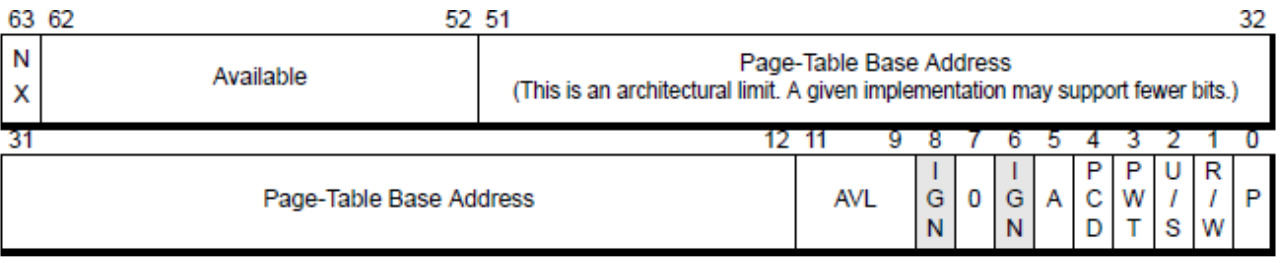 63 62 52 51 32
N
X
Available
Page-Table Base Address
(This is an architectural limit. A given implementation may support fewer bits.)
31 12 11 9 8 7 6 5 4 3 2 1 0
Page-Table Base Address
AVL
I
G
N
0
I
G
N
A
P
C
D
P
W
T
U
/
S
R
/
W
P